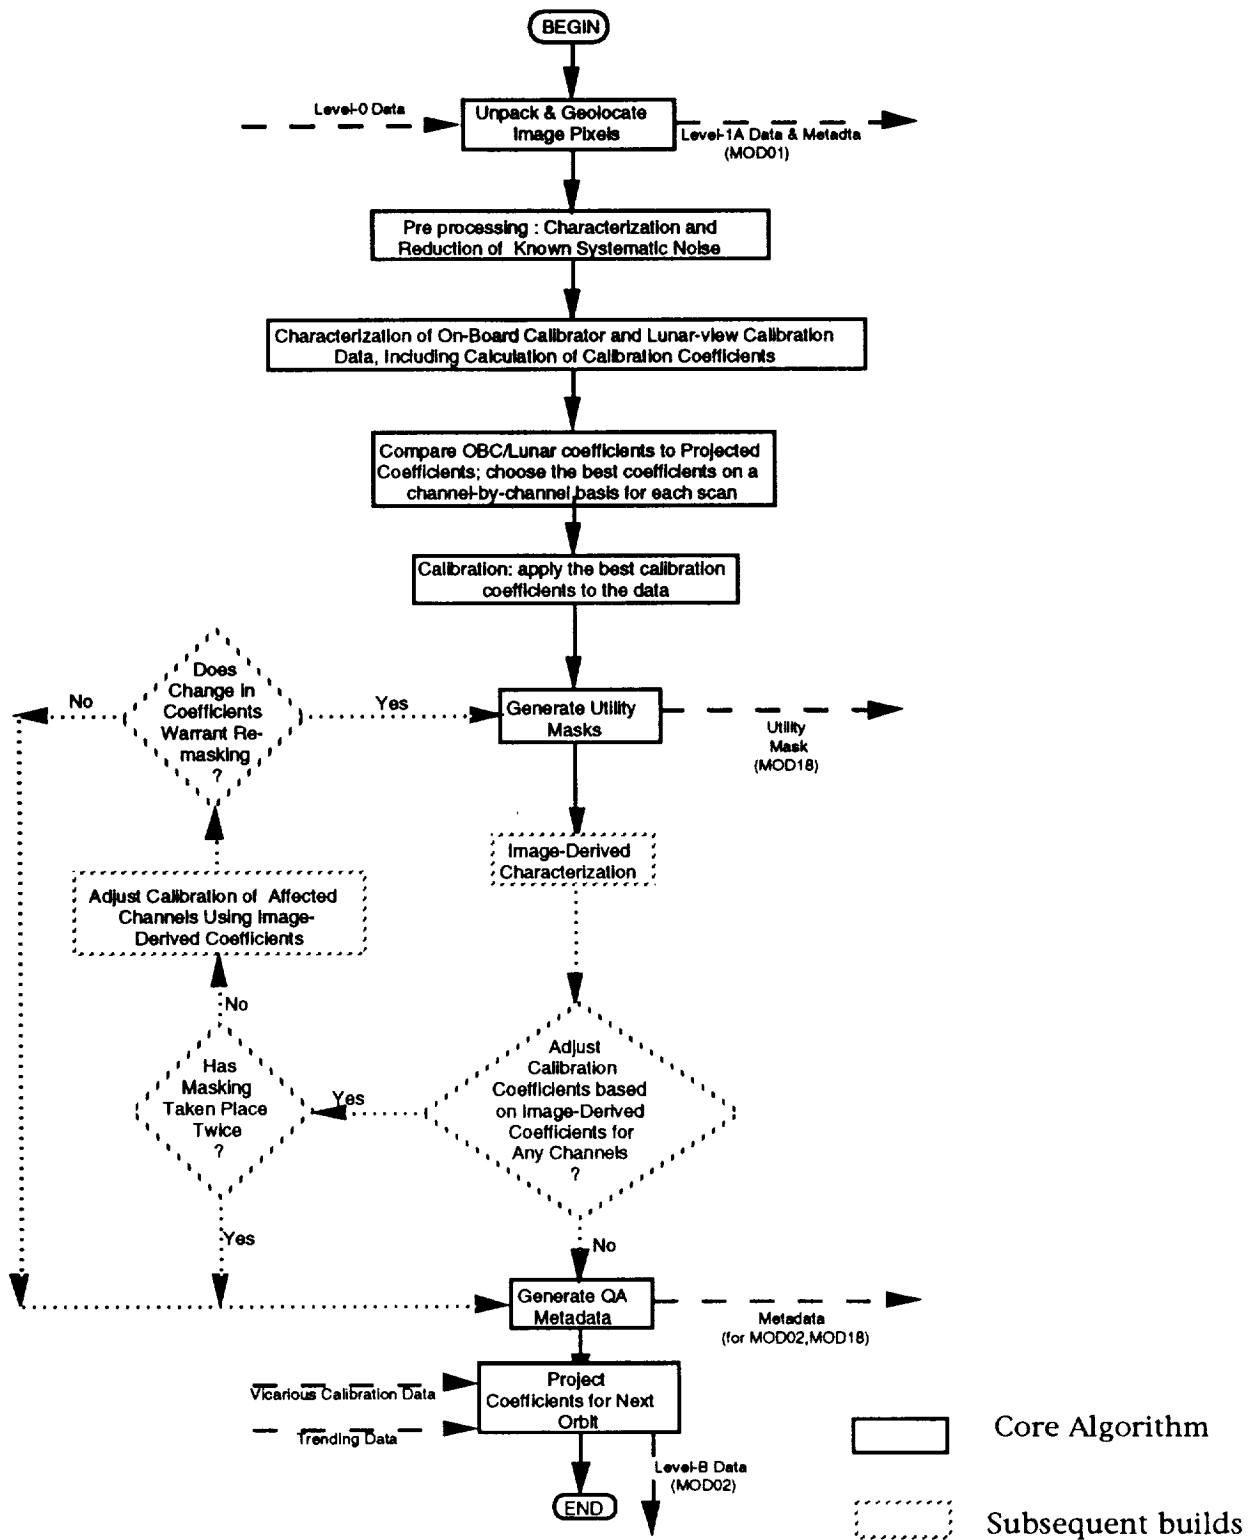 BEGIN
Level-0 Data
Unpack & Geolocate
Image Pixels
Level-1A Data & Metadta
(MOD01)
Pre processing : Characterization and
Reduction of Known Systematic Noise
Characterization of On-Board Calibrator and Lunar-view Calibration
Data, Including Calculation of Calibration Coefficients
Compare OBC/Lunar coefficients to Projected
Coefficients; choose the best coefficients on a
channel-by-channel basis for each scan
Calibration: apply the best calibration
coefficients to the data
Does
Change in
Coefficients
Warrant Re-
masking
?
No
Yes
Generate Utility
Masks
Utility
Mask
(MOD18)
Image-Derived
Characterization
Adjust Calibration of Affected
Channels Using Image-
Derived Coefficients
No
Has
Masking
Taken Place
Twice
?
Yes
Adjust
Calibration
Coefficients based
on Image-Derived
Coefficients for
Any Channels
?
Yes
No
Generate QA
Metadata
Metadata
(for MOD02,MOD18)
Vicarious Calibration Data
Trending Data
Project
Coefficients for Next
Orbit
Level-B Data
(MOD02)
END
Core Algorithm
Subsequent builds